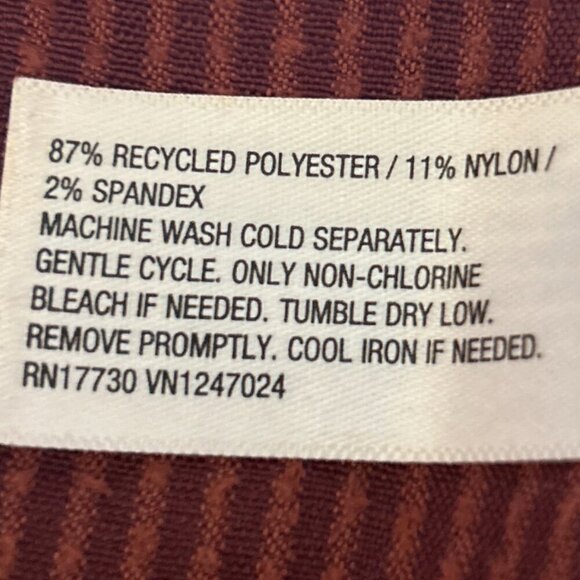 87% RECYCLED POLYESTER / 11% NYLON /
2% SPANDEX
MACHINE WASH COLD SEPARATELY.
GENTLE CYCLE. ONLY NON-CHLORINE
BLEACH IF NEEDED. TUMBLE DRY LOW.
REMOVE PROMPTLY. COOL IRON IF NEEDED.
RN17730 VN1247024